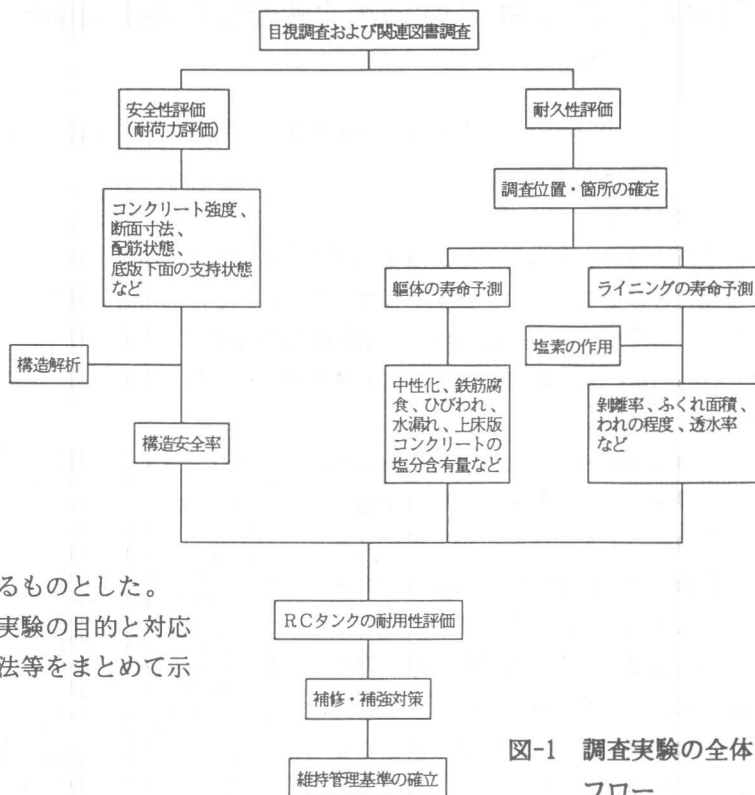 目視調査および関連図書調査
安全性評価
(耐荷力評価)
耐久性評価
調査位置・箇所の確定
コンクリート強度、
断面寸法、
配筋状態、
底版下面の支持状態
など
躯体の寿命予測
ライニングの寿命予測
塩素の作用
構造解析
中性化、鉄筋腐
食、ひびわれ、
水漏れ、上床版
コンクリートの
塩分含有量など
剝離率、ふくれ面積、
われの程度、透水率
など
構造安全率
るものとした。
実験の目的と対応
法等をまとめて示
RCタンクの耐用性評価
補修・補強対策
維持管理基準の確立
図-1 調査実験の全体
フロー